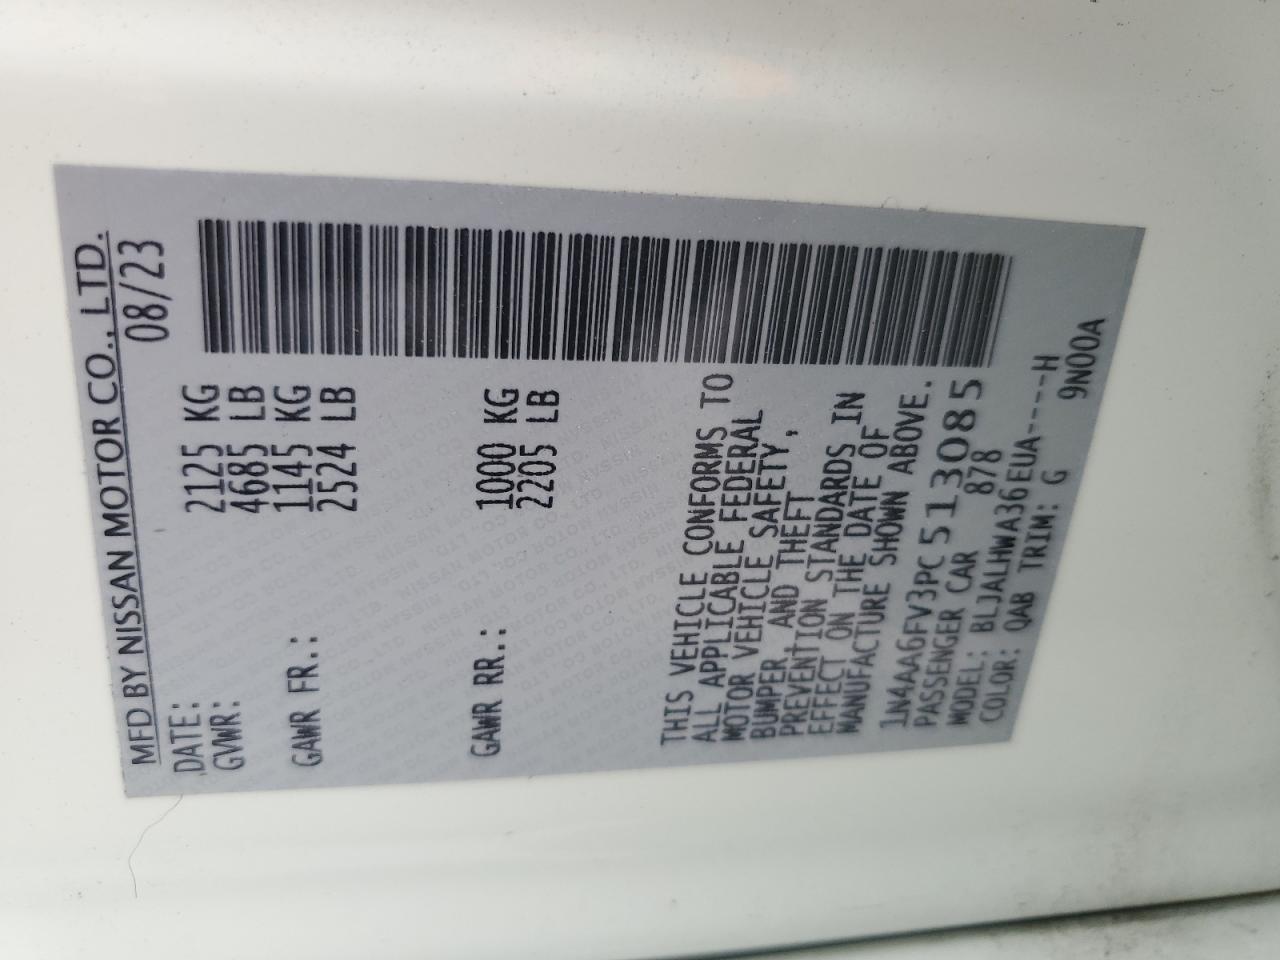 MFD BY NISSAN MOTOR CO., LTD.
DATE: 08/23
GVWR: 2125 KG
4685 LB
GAWR FR.: 1145 KG
2524 LB
GAWR RR.: 1000 KG
2205 LB
THIS VEHICLE CONFORMS TO
ALL APPLICABLE FEDERAL
MOTOR VEHICLE SAFETY,
BUMPER AND THEFT
PREVENTION STANDARDS IN
EFFECT ON THE DATE OF
MANUFACTURE SHOWN ABOVE.
1N4AA6FV3PC513085
PASSENGER CAR 878
MODEL: BLJALHWA36EUA----H
COLOR: QAB TRIM: G 9N00A